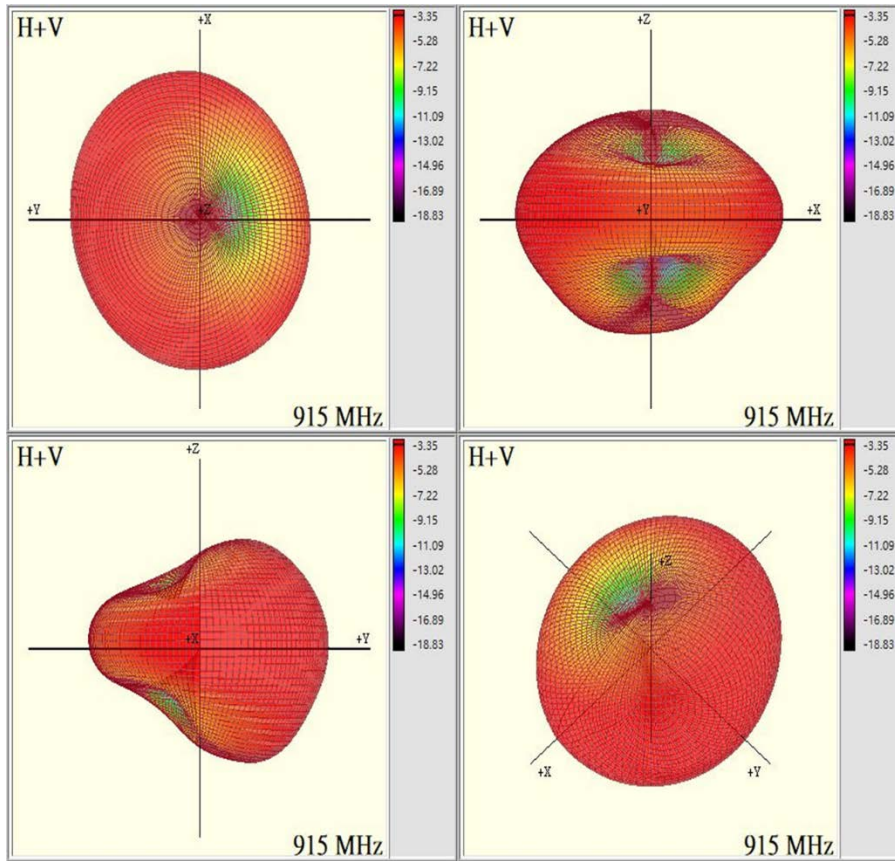 H+V
+X
+Y
Z
915 MHz
-3.35
-5.28
-7.22
-9.15
-11.09
-13.02
-14.96
-16.89
-18.83
H+V
+Z
+Y
+X
915 MHz
-3.35
-5.28
-7.22
-9.15
-11.09
-13.02
-14.96
-16.89
-18.83
H+V
+Z
+X
+Y
915 MHz
-3.35
-5.28
-7.22
-9.15
-11.09
-13.02
-14.96
-16.89
-18.83
H+V
+Z
+X
+Y
915 MHz
-3.35
-5.28
-7.22
-9.15
-11.09
-13.02
-14.96
-16.89
-18.83